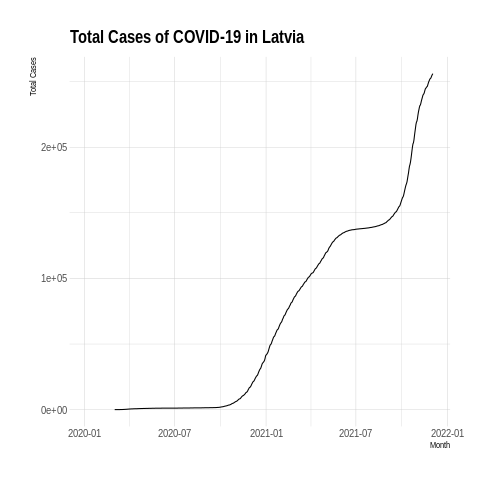 Total Cases of COVID-19 in Latvia
Total Cases
2e+05
1e+05
0e+00
2020-01 2020-07 2021-01 2021-07 2022-01
Month